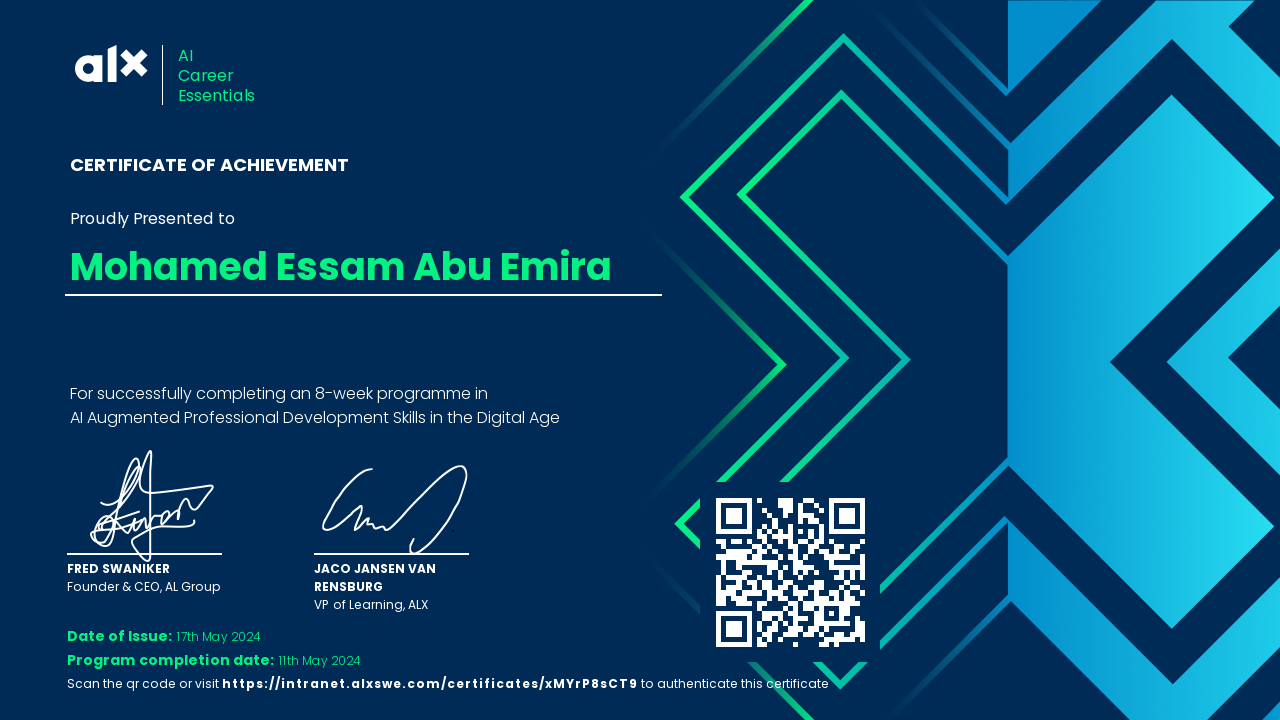 alx
AI
Career
Essentials
CERTIFICATE OF ACHIEVEMENT
Proudly Presented to
Mohamed Essam Abu Emira
For successfully completing an 8-week programme in
AI Augmented Professional Development Skills in the Digital Age
FRED SWANIKER
Founder & CEO, AL Group
JACO JANSEN VAN
RENSBURG
VP of Learning, ALX
Date of Issue: 17th May 2024
Program completion date: 11th May 2024
Scan the qr code or visit https://intranet.alxswe.com/certificates/xMYrP8sCT9 to authenticate this certificate